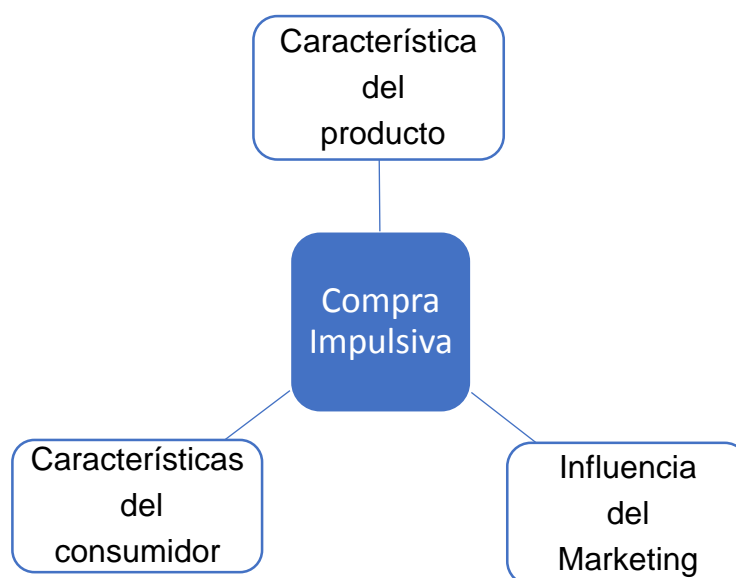 Característica
del
producto
Compra
Impulsiva
Características
del
consumidor
Influencia
del
Marketing